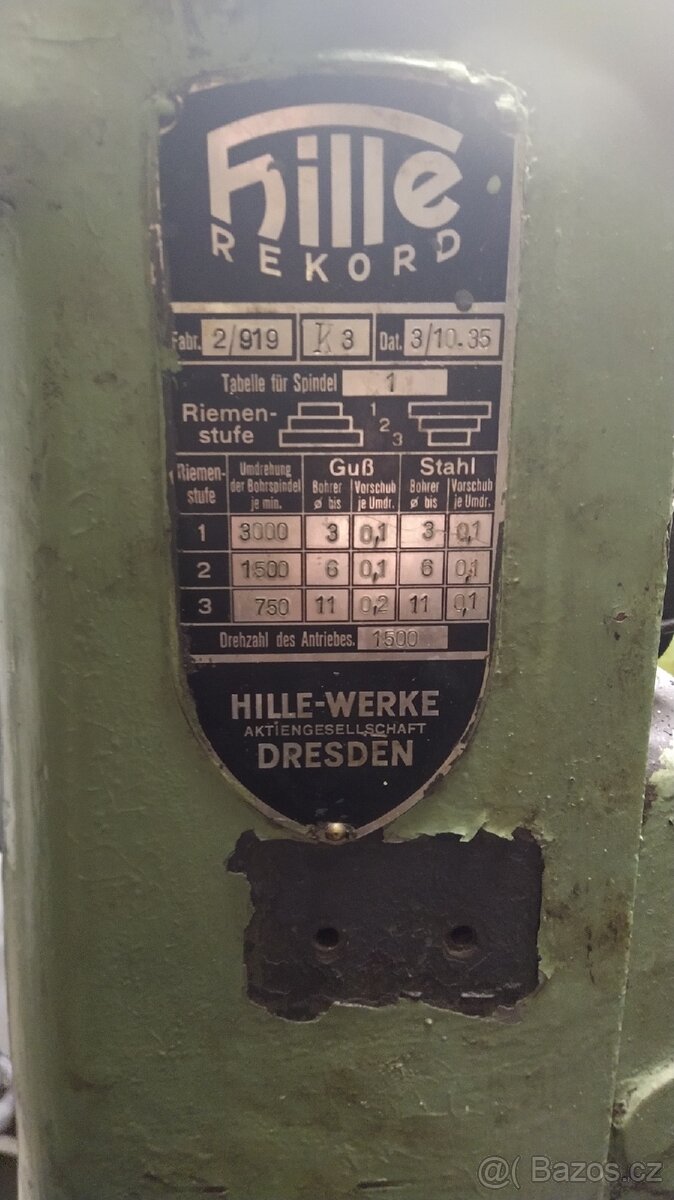 Hille
REKORD
Fabr. 2/919 K 3 Dat. 3/10.35
Tabelle für Spindel 1
Riemen-
stufe
1
2
3
Riemen-
stufe
Umdrehung
der Bohrspindel
je min.
Guß
Bohrer
ø bis
Vorschub
je Umdr.
Stahl
Bohrer
ø bis
Vorschub
je Umdr.
1 3000 3 0,1 3 0,1
2 1500 6 0,1 6 0,1
3 750 11 0,2 11 0,1
Drehzahl des Antriebes. 1500
HILLE-WERKE
AKTIENGESELLSCHAFT
DRESDEN
@( Bazos.cz